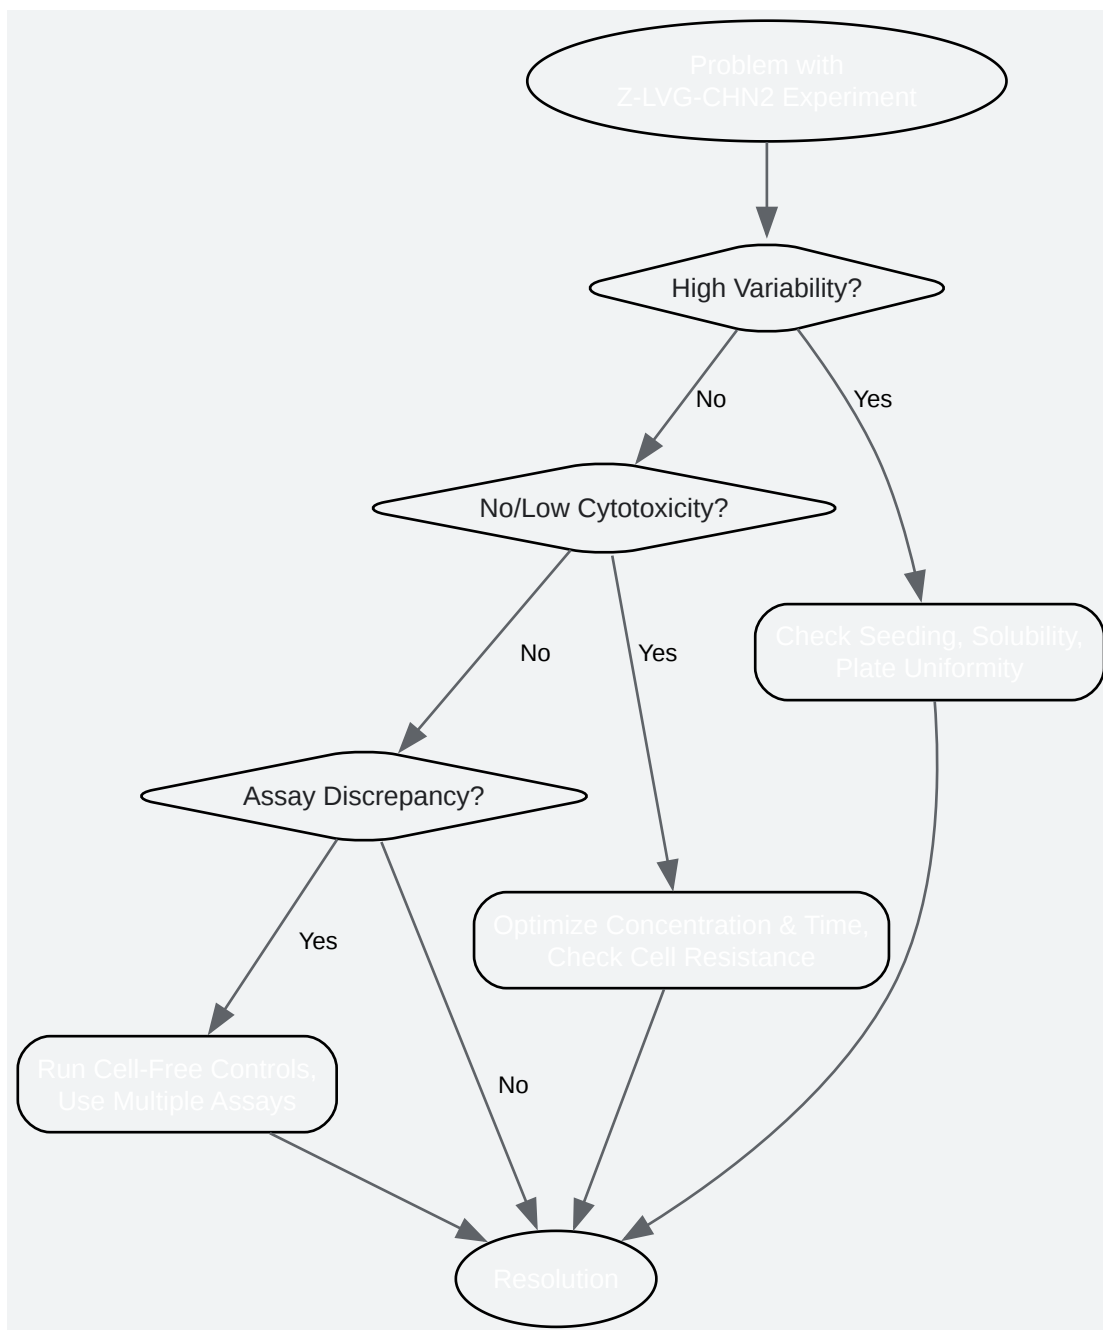 Problem with
Z-LVG-CHN2 Experiment
High Variability?
No
Yes
No/Low Cytotoxicity?
No
Yes
Check Seeding, Solubility,
Plate Uniformity
Assay Discrepancy?
Yes
No
Optimize Concentration & Time,
Check Cell Resistance
Run Cell-Free Controls,
Use Multiple Assays
Resolution